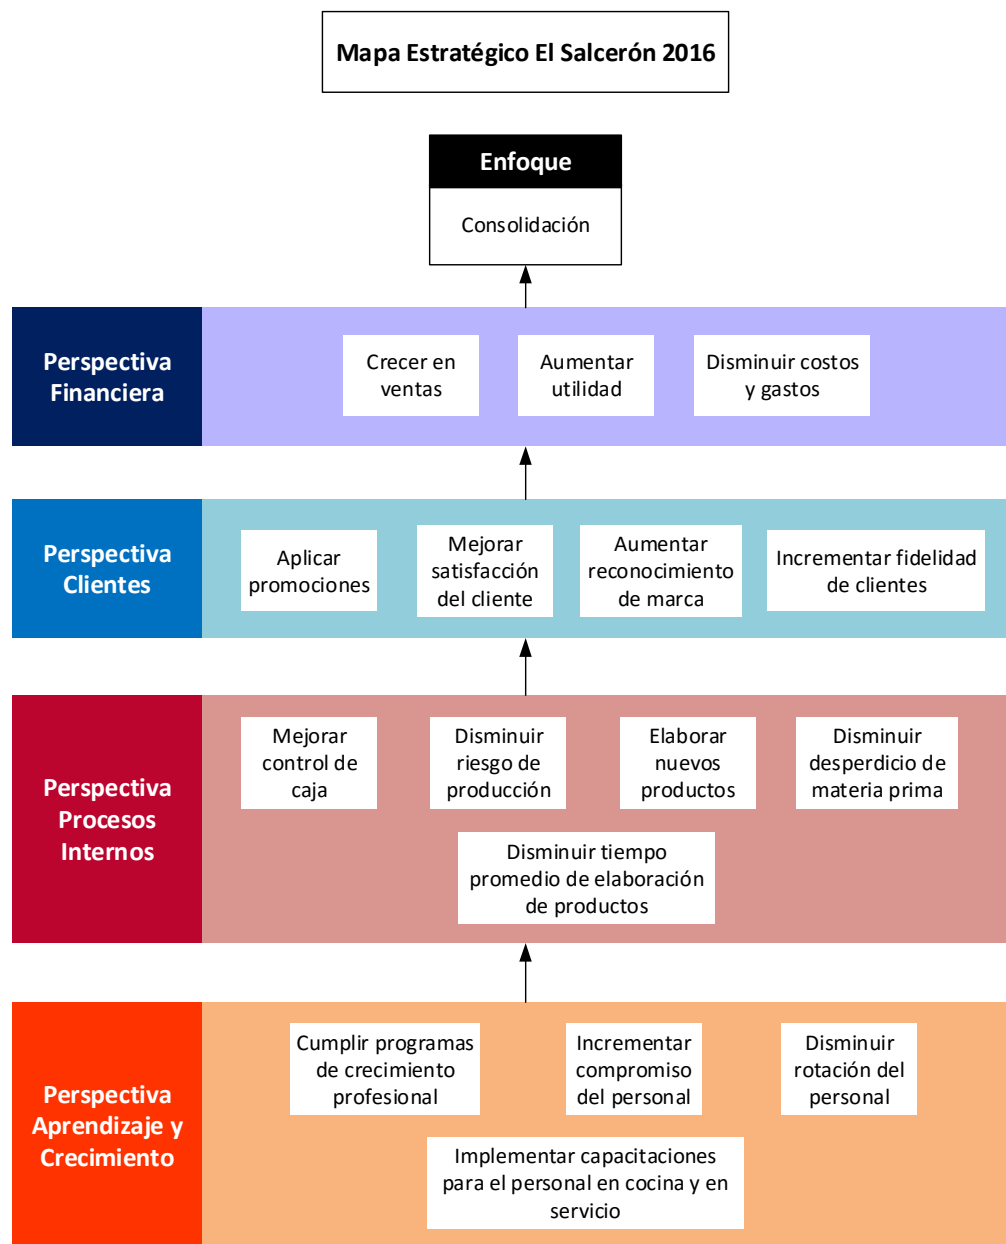 Mapa Estratégico El Salcerón 2016
Enfoque
Consolidación
Perspectiva
Financiera
Crecer en
ventas
Aumentar
utilidad
Disminuir costos
y gastos
Perspectiva
Clientes
Aplicar
promociones
Mejorar
satisfacción
del cliente
Aumentar
reconocimiento
de marca
Incrementar fidelidad
de clientes
Perspectiva
Procesos
Internos
Mejorar
control de
caja
Disminuir
riesgo de
producción
Elaborar
nuevos
productos
Disminuir
desperdicio de
materia prima
Disminuir tiempo
promedio de elaboración
de productos
Perspectiva
Aprendizaje y
Crecimiento
Cumplir programas
de crecimiento
profesional
Incrementar
compromiso
del personal
Disminuir
rotación del
personal
Implementar capacitaciones
para el personal en cocina y en
servicio